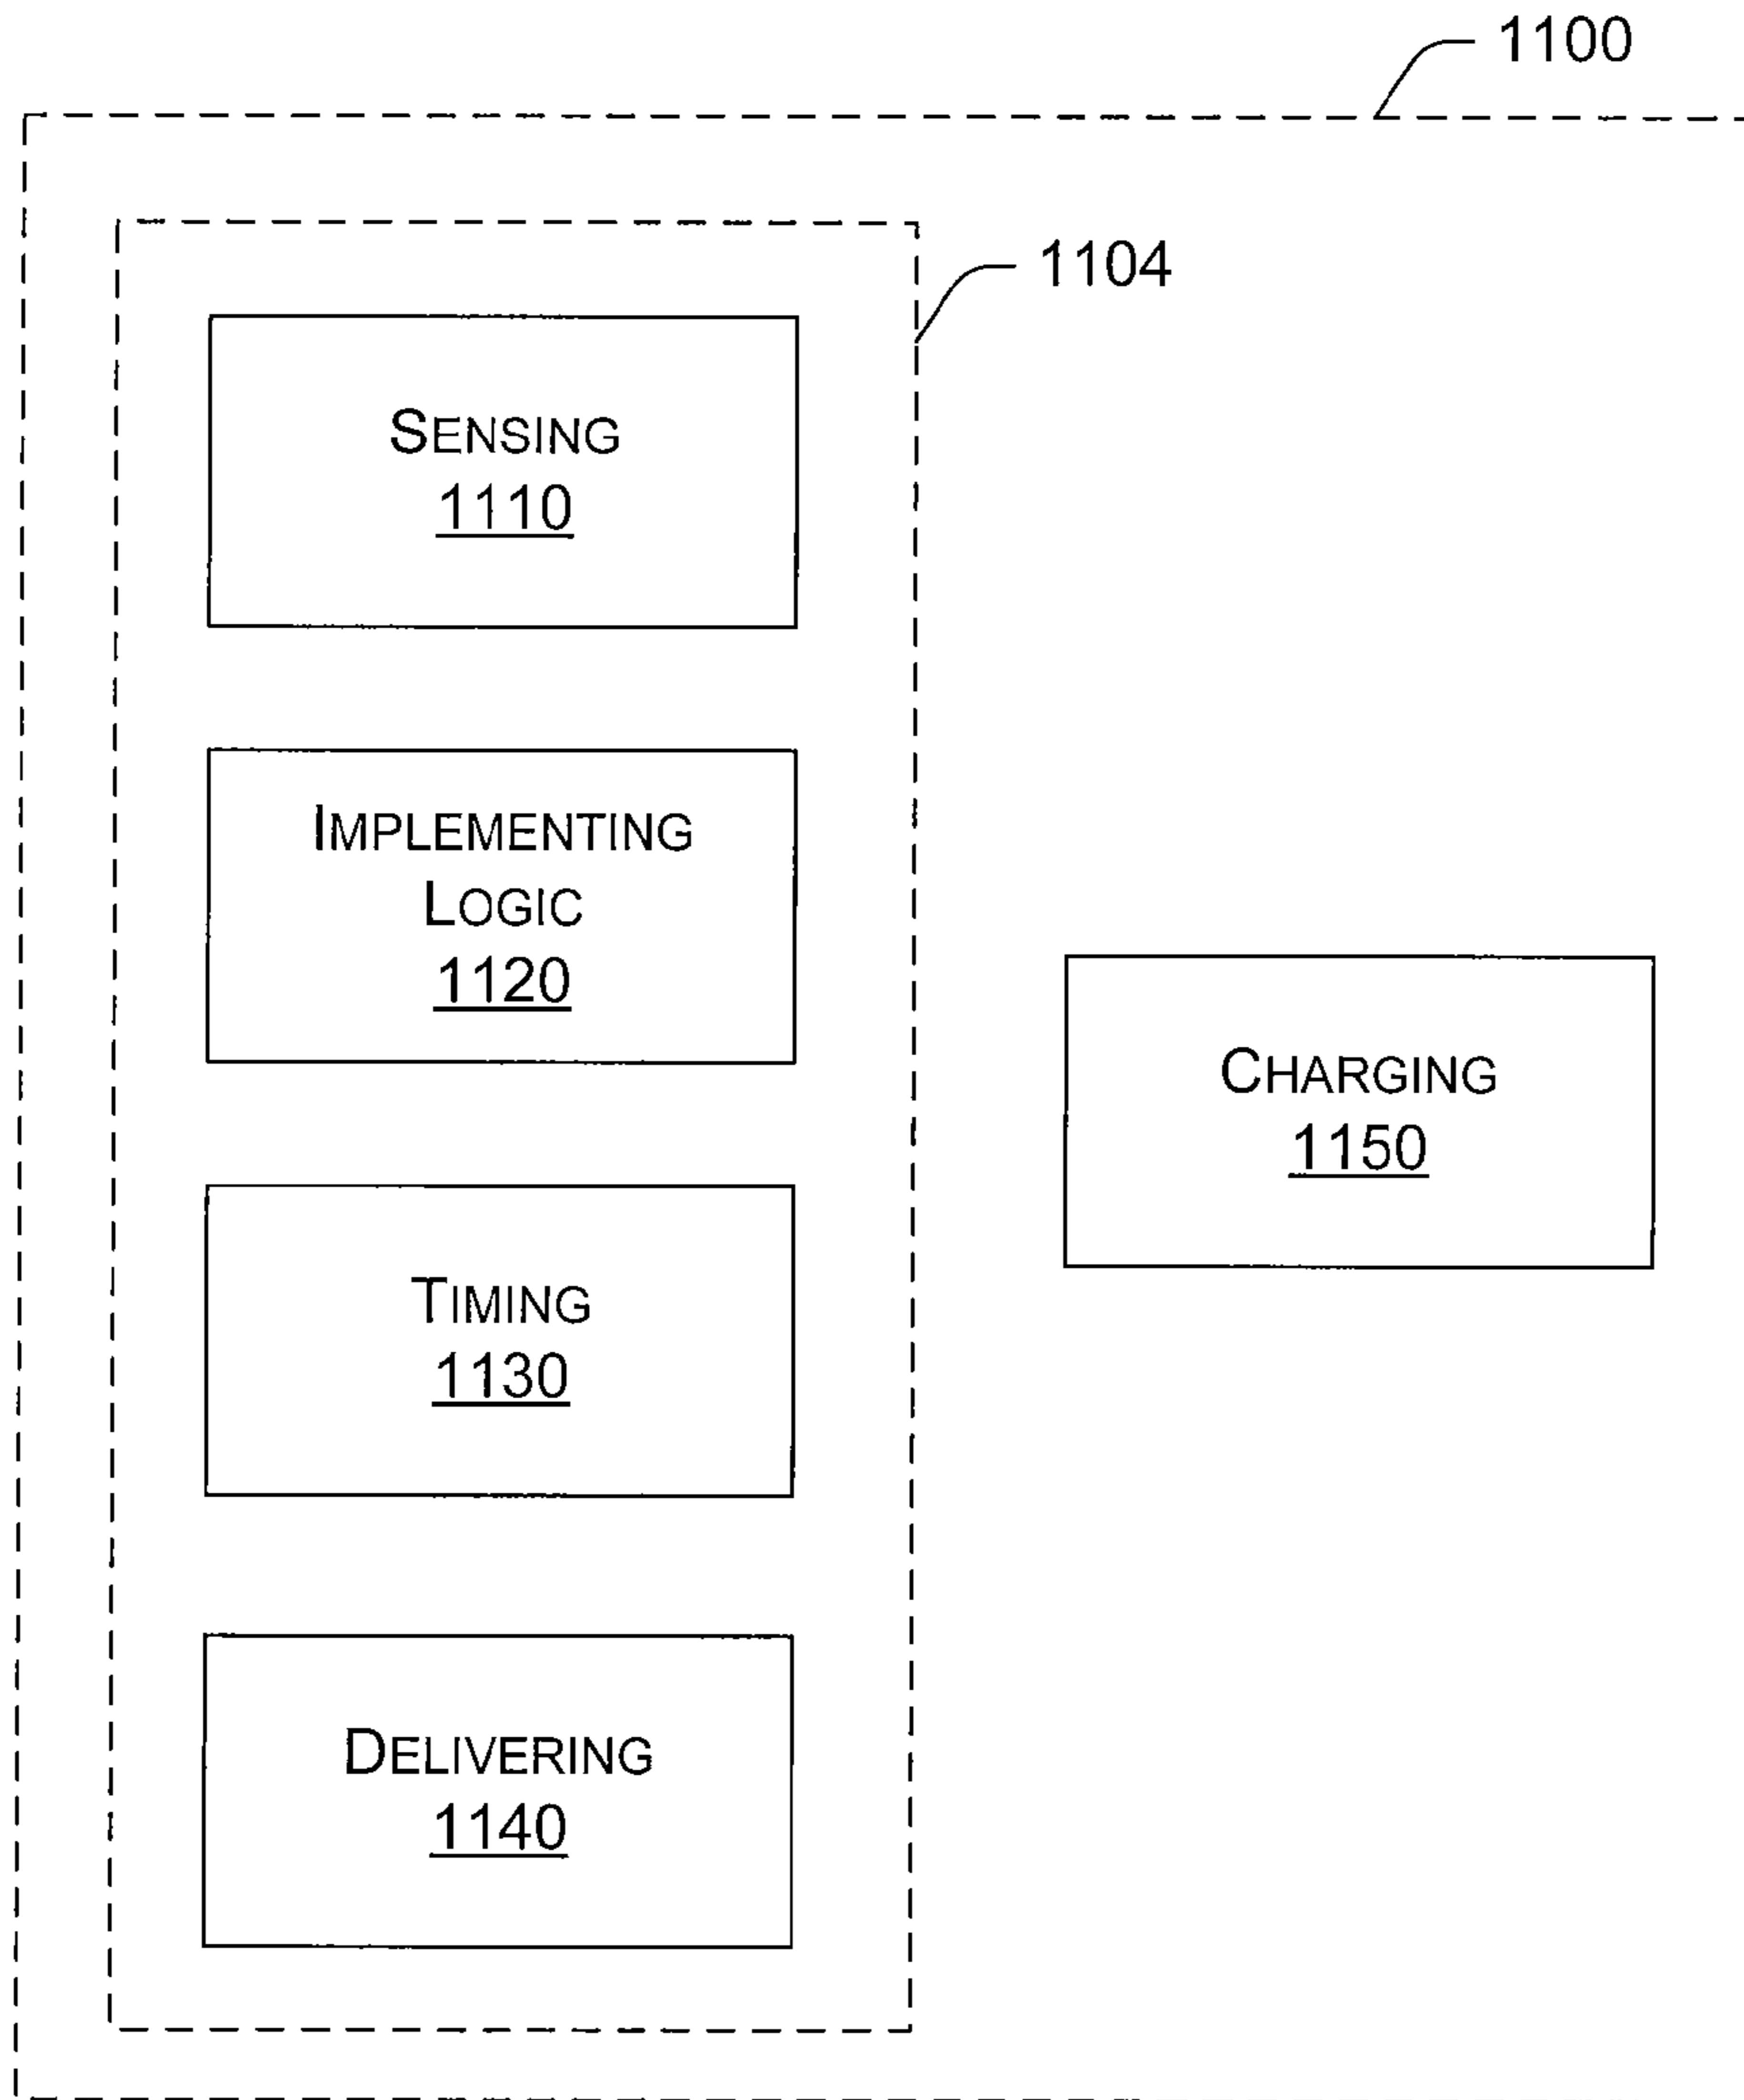 1100
1104
SENSING
1110
IMPLEMENTING
LOGIC
1120
CHARGING
1150
TIMING
1130
DELIVERING
1140